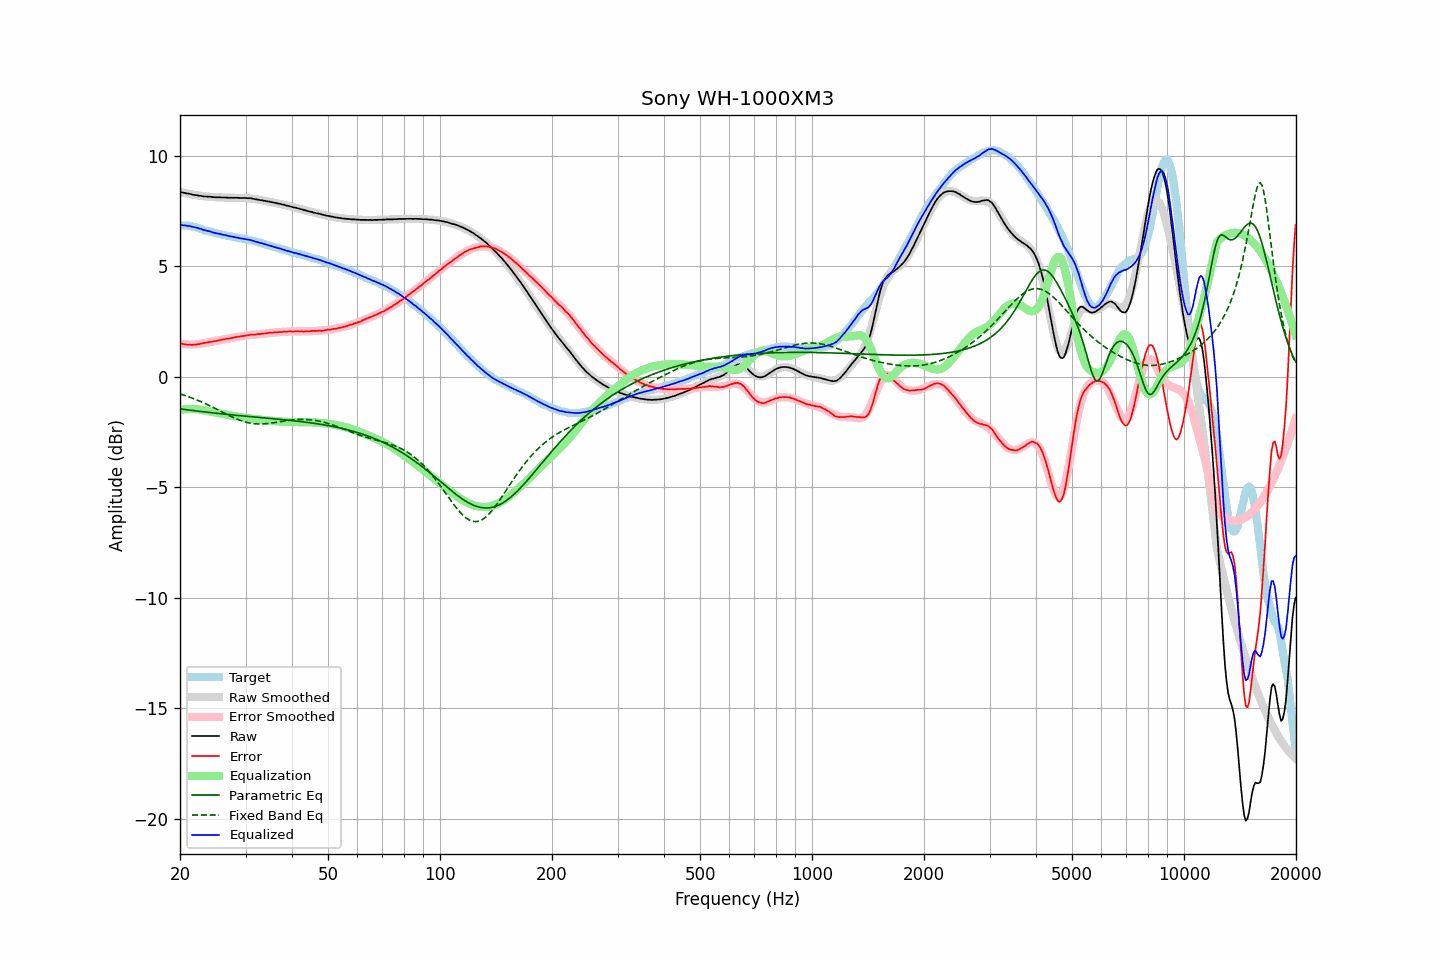 Sony WH-1000XM3
Amplitude (dBr)
10
5
0
−5
−10
−15
−20
Target
Raw Smoothed
Error Smoothed
Raw
Error
Equalization
Parametric Eq
Fixed Band Eq
Equalized
20 50 100 200 500 1000 2000 5000 10000 20000
Frequency (Hz)